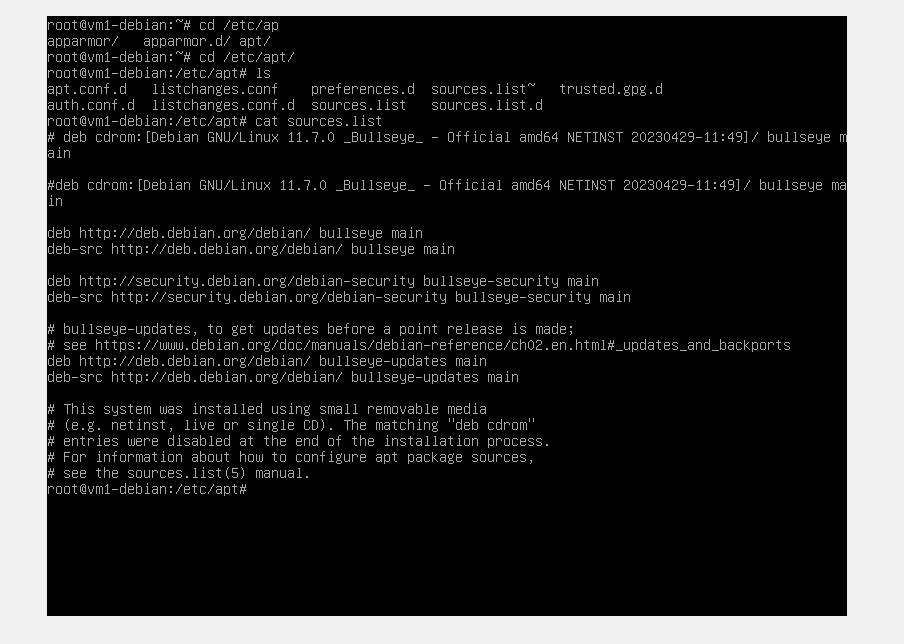 root@vm1-debian:~# cd /etc/ap
apparmor/   apparmor.d/ apt/
root@vm1-debian:~# cd /etc/apt/
root@vm1-debian:/etc/apt# ls
apt.conf.d   listchanges.conf    preferences.d  sources.list~   trusted.gpg.d
auth.conf.d  listchanges.conf.d  sources.list   sources.list.d
root@vm1-debian:/etc/apt# cat sources.list
# deb cdrom:[Debian GNU/Linux 11.7.0 _Bullseye_ - Official amd64 NETINST 20230429-11:49]/ bullseye m
ain

#deb cdrom:[Debian GNU/Linux 11.7.0 _Bullseye_ - Official amd64 NETINST 20230429-11:49]/ bullseye ma
in

deb http://deb.debian.org/debian/ bullseye main
deb-src http://deb.debian.org/debian/ bullseye main

deb http://security.debian.org/debian-security bullseye-security main
deb-src http://security.debian.org/debian-security bullseye-security main

# bullseye-updates, to get updates before a point release is made;
# see https://www.debian.org/doc/manuals/debian-reference/ch02.en.html#_updates_and_backports
deb http://deb.debian.org/debian/ bullseye-updates main
deb-src http://deb.debian.org/debian/ bullseye-updates main

# This system was installed using small removable media
# (e.g. netinst, live or single CD). The matching "deb cdrom"
# entries were disabled at the end of the installation process.
# For information about how to configure apt package sources,
# see the sources.list(5) manual.
root@vm1-debian:/etc/apt#